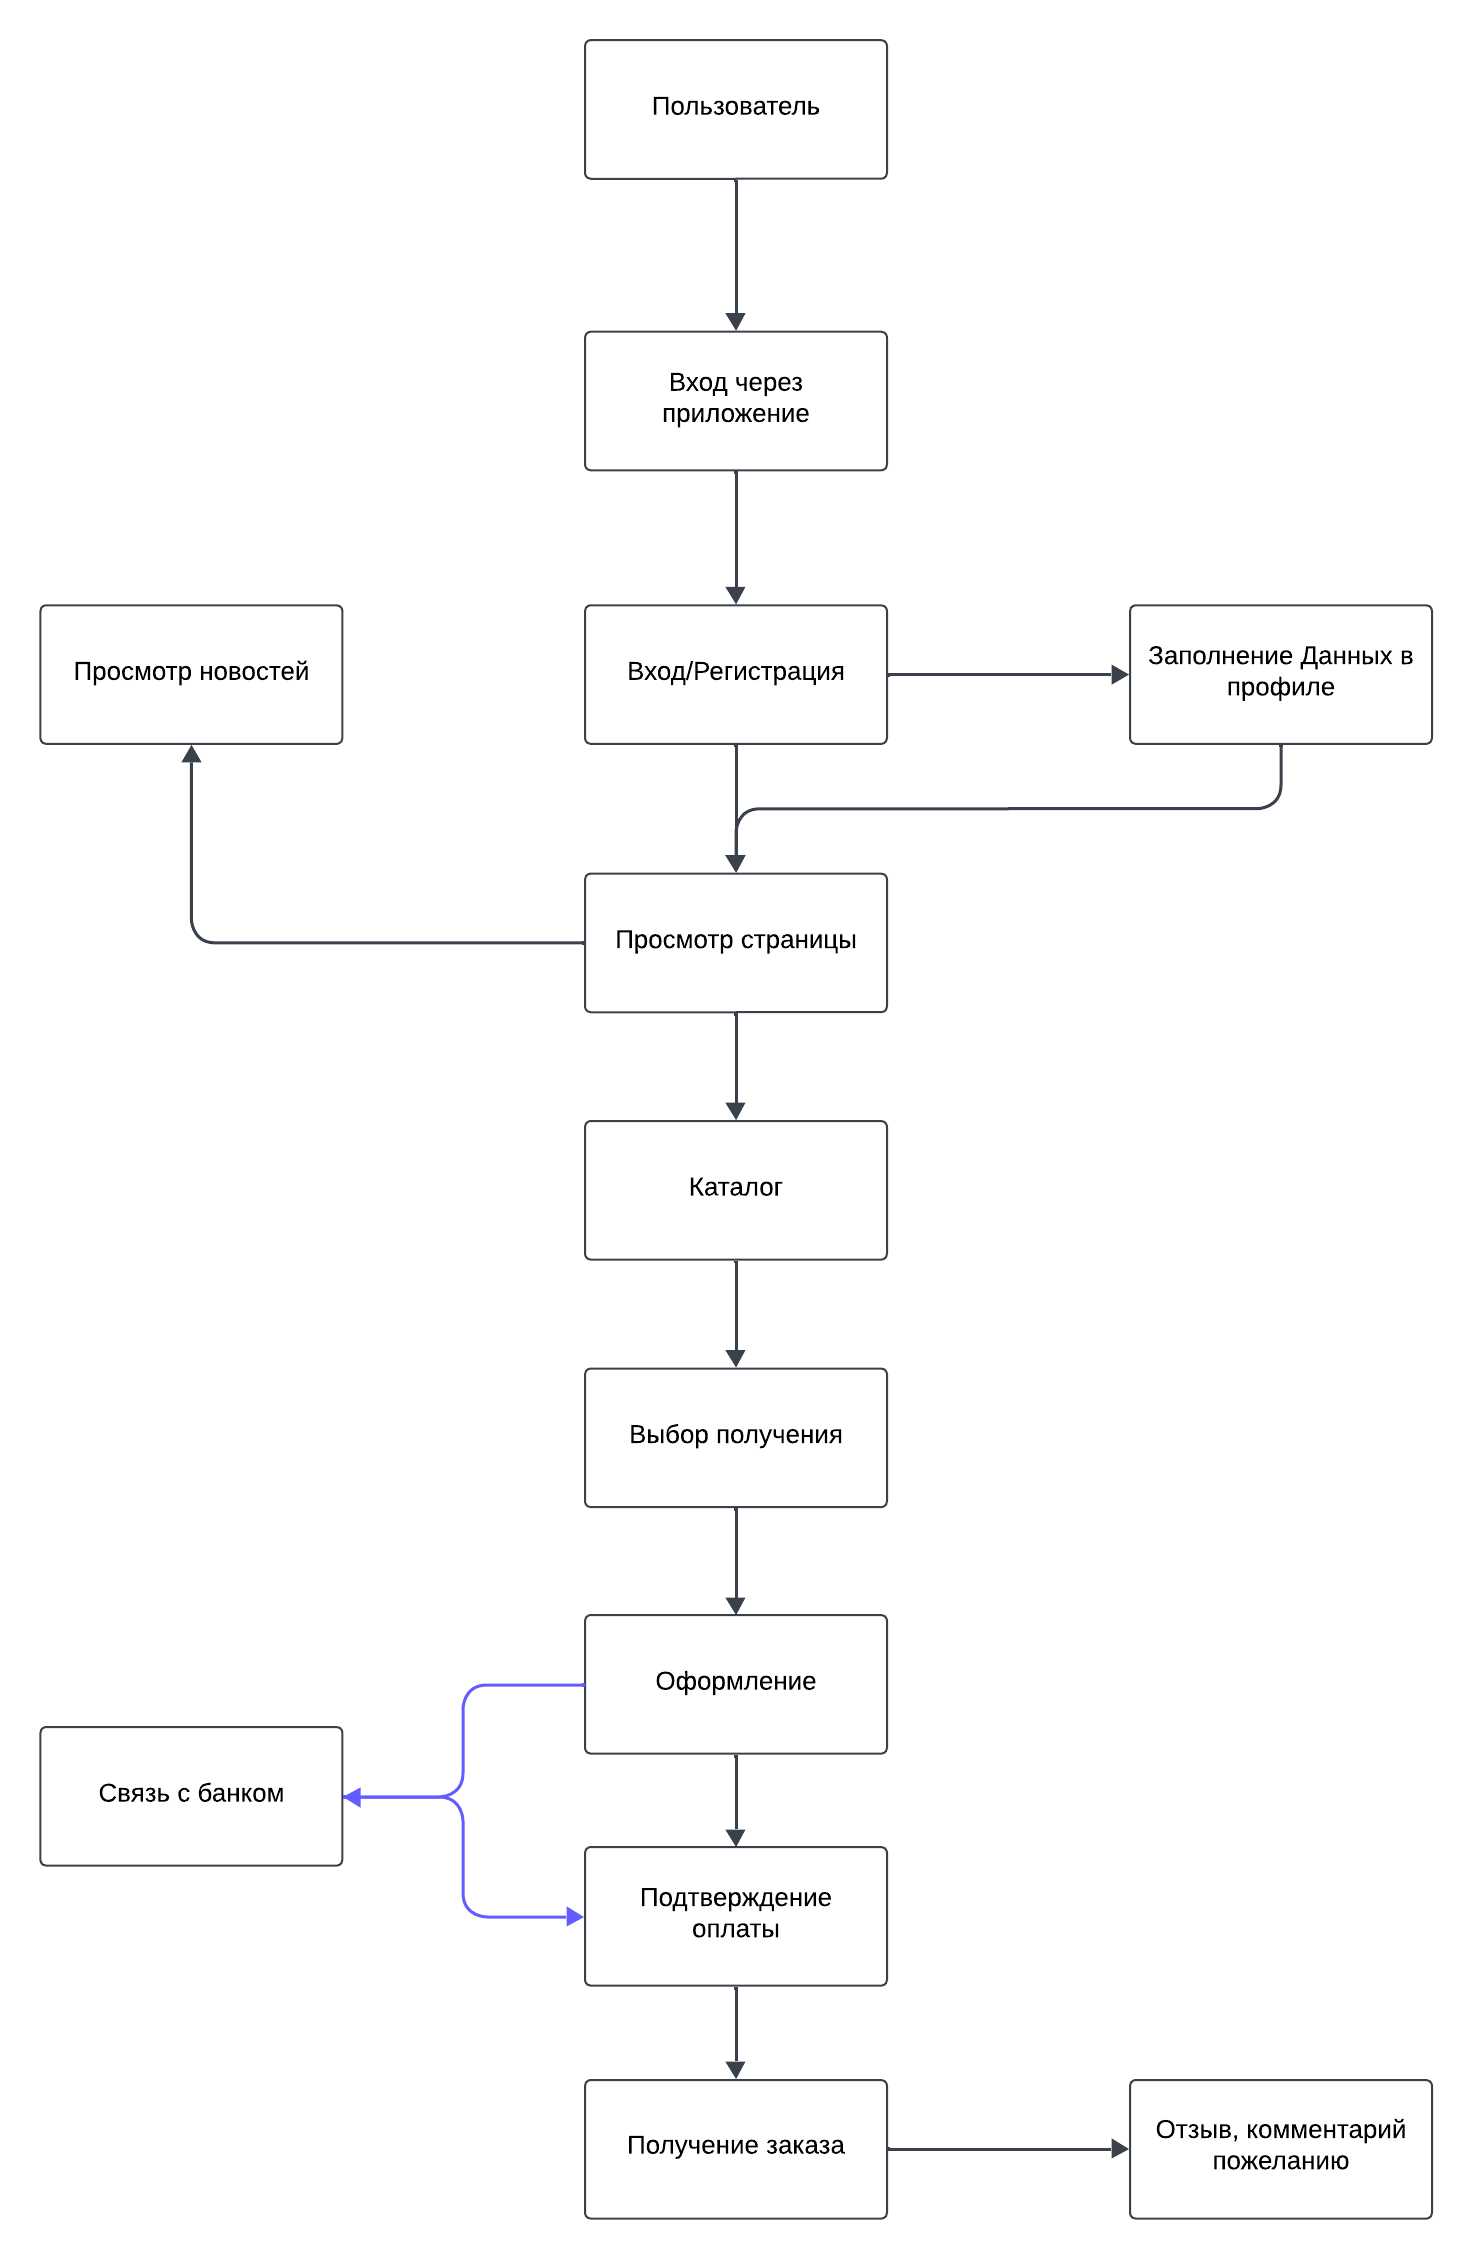 Пользователь
Вход через
приложение
Просмотр новостей
Вход/Регистрация
Заполнение Данных в
профиле
Просмотр страницы
Каталог
Выбор получения
Оформление
Связь с банком
Подтверждение
оплаты
Получение заказа
Отзыв, комментарий
пожеланию